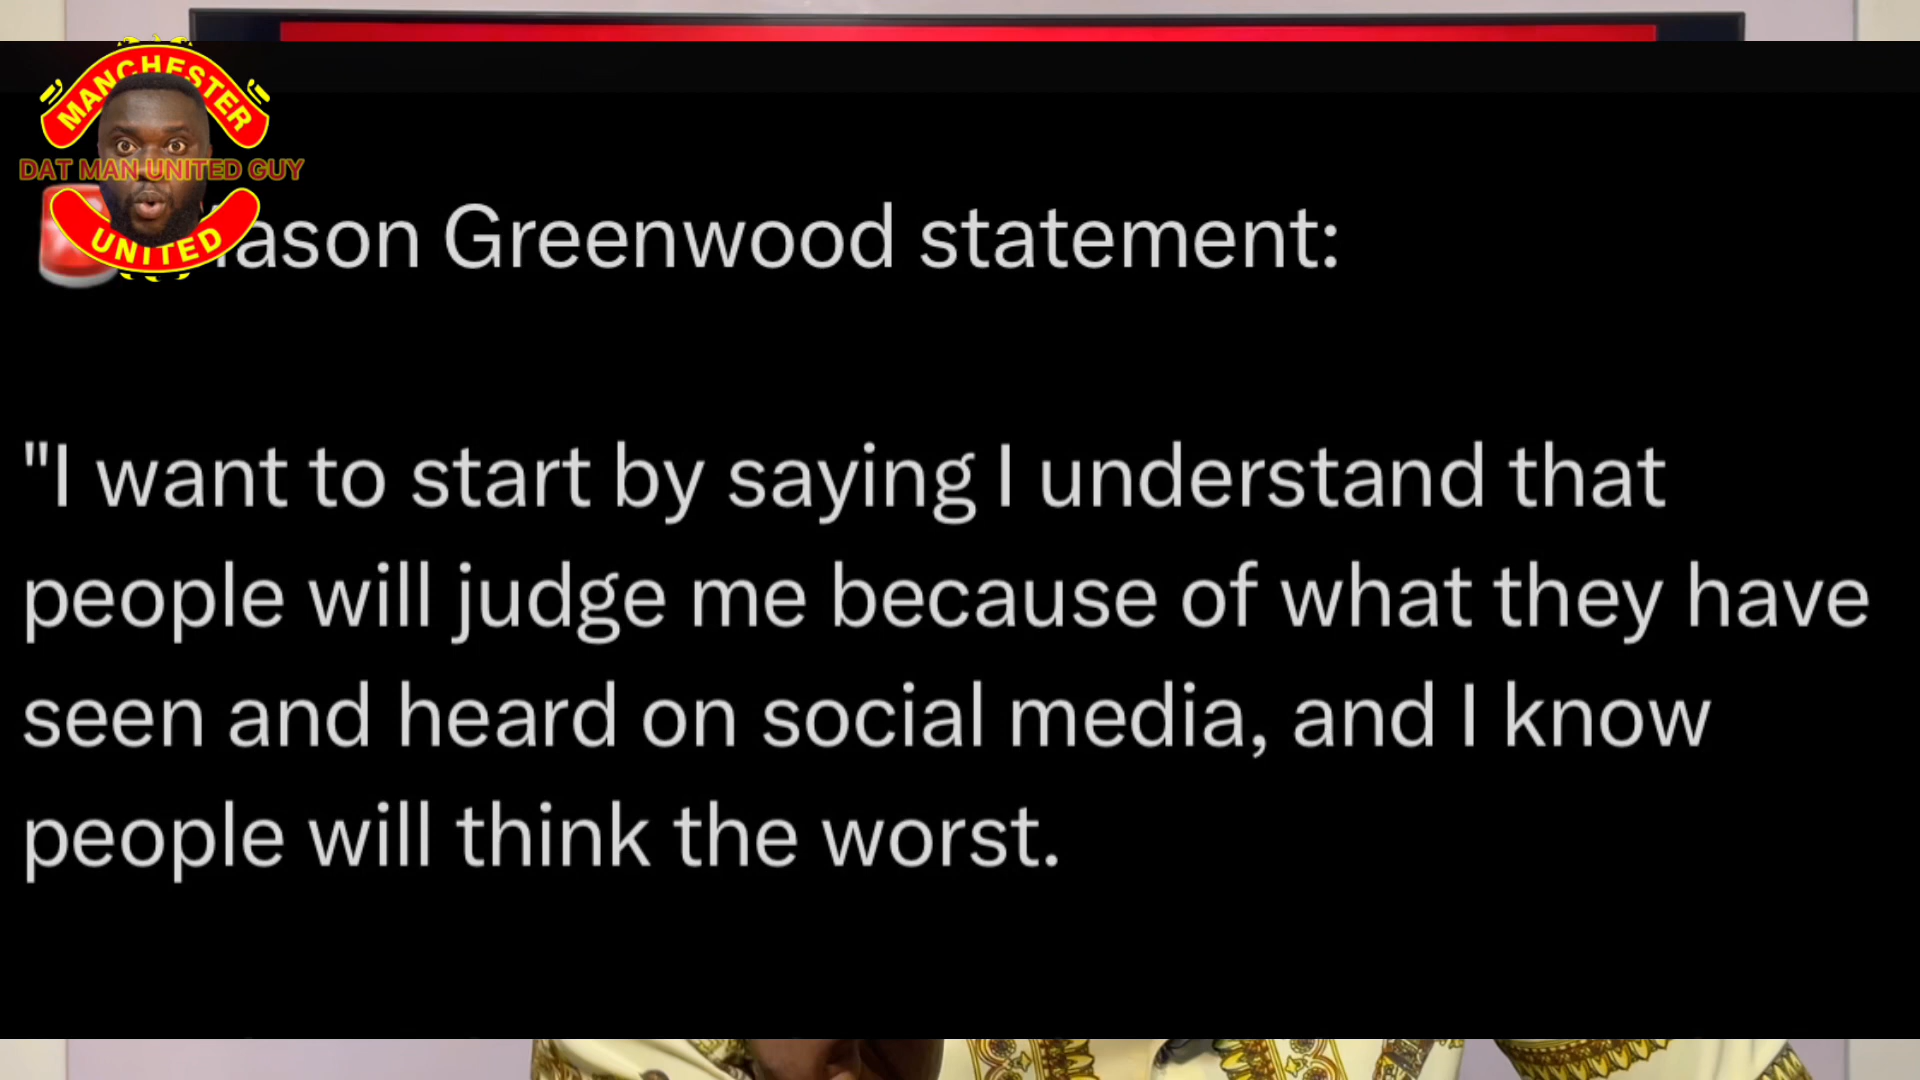 MANCHESTER
DAT MAN UNITED GUY
UNITED
ason Greenwood statement:
"I want to start by saying I understand that
people will judge me because of what they have
seen and heard on social media, and I know
people will think the worst.